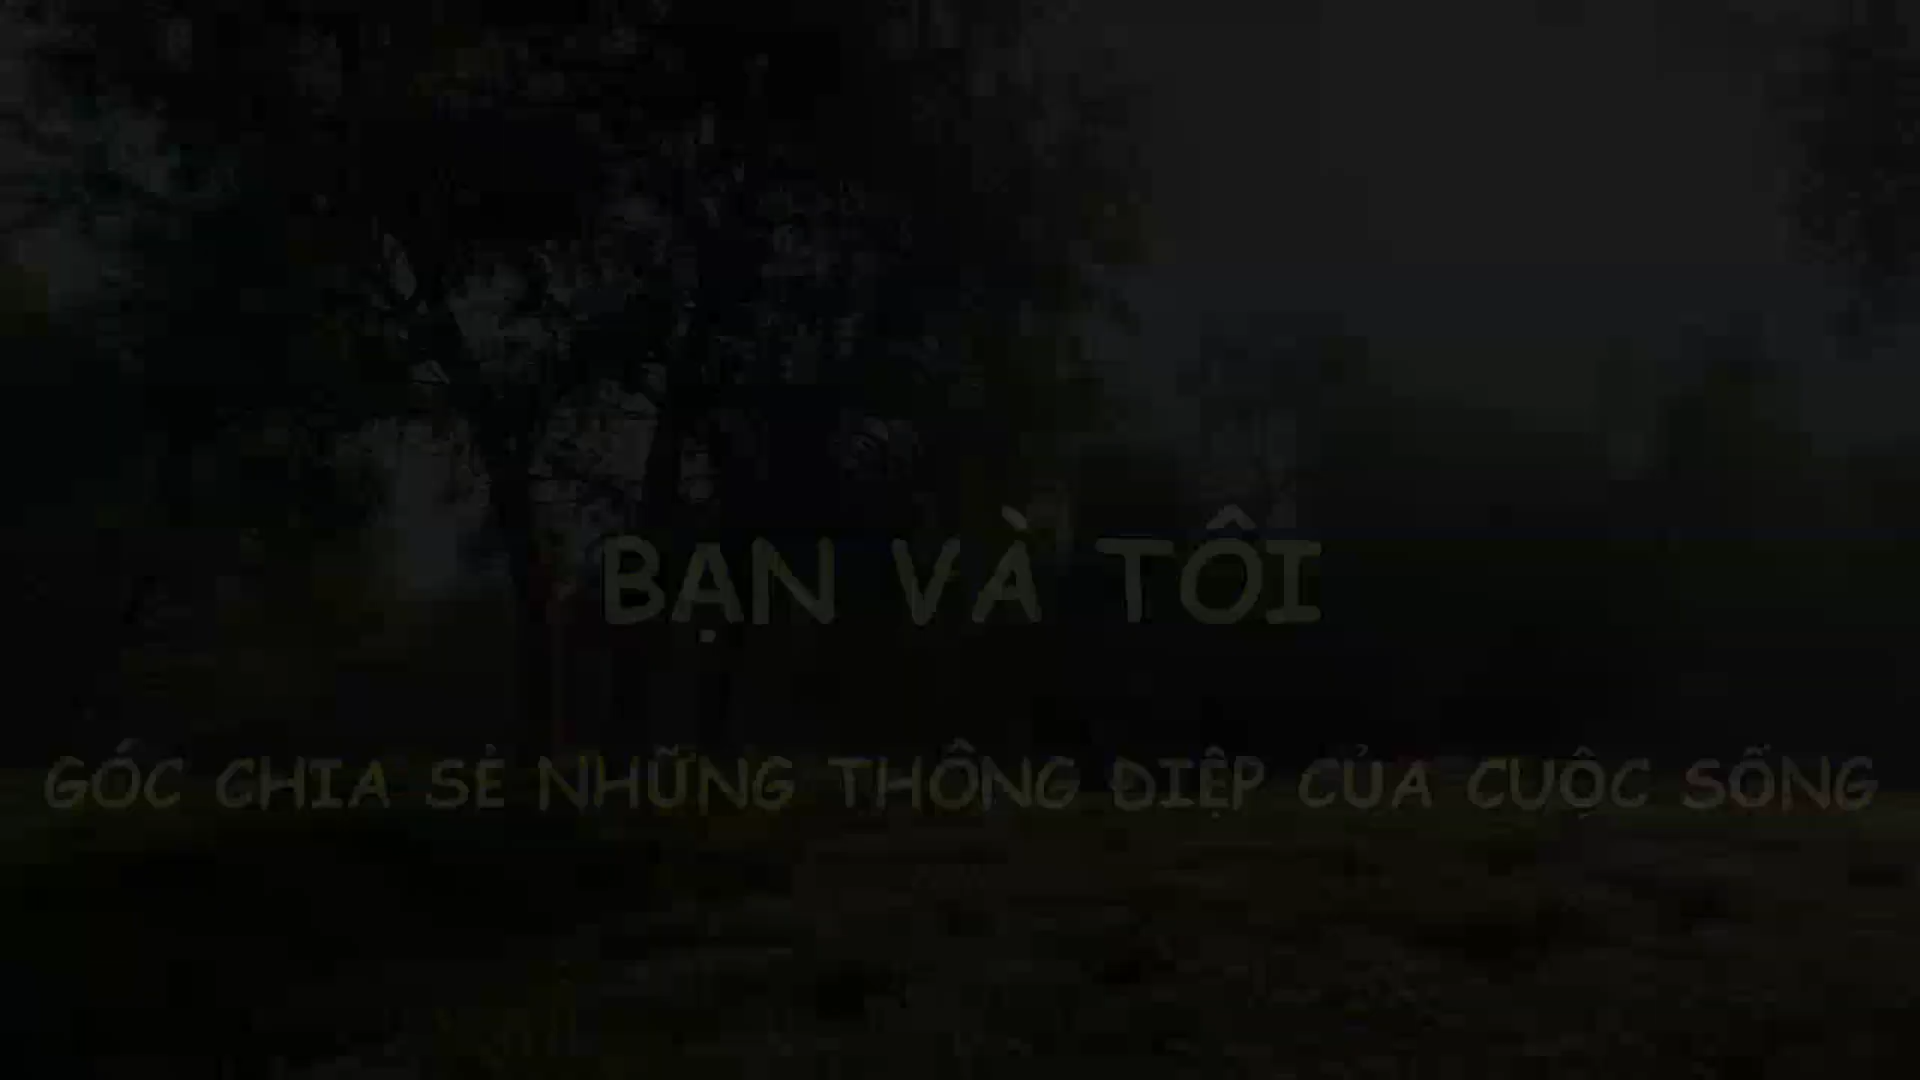 BẠN VÀ TÔI
GÓC CHIA SẺ NHỮNG THÔNG ĐIỆP CỦA CUỘC SỐNG